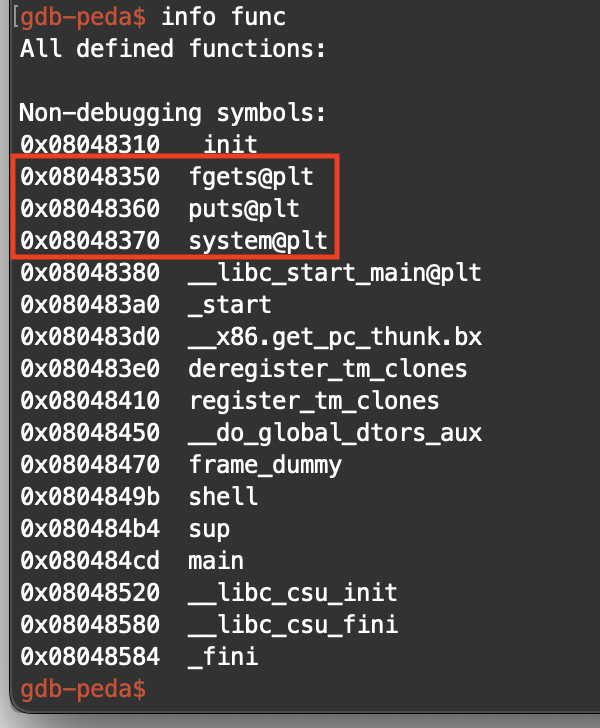 gdb-peda$ info func
All defined functions:
Non-debugging symbols:
0x08048310  _init
0x08048350  fgets@plt
0x08048360  puts@plt
0x08048370  system@plt
0x08048380  __libc_start_main@plt
0x080483a0  _start
0x080483d0  __x86.get_pc_thunk.bx
0x080483e0  deregister_tm_clones
0x08048410  register_tm_clones
0x08048450  __do_global_dtors_aux
0x08048470  frame_dummy
0x0804849b  shell
0x080484b4  sup
0x080484cd  main
0x08048520  __libc_csu_init
0x08048580  __libc_csu_fini
0x08048584  _fini
gdb-peda$